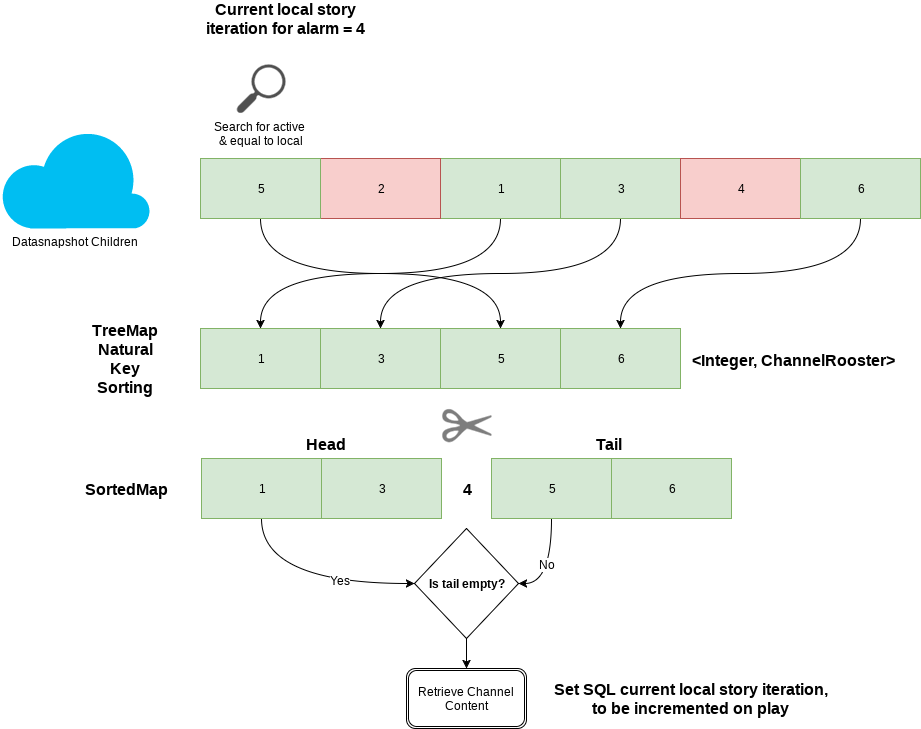 Current local story
iteration for alarm = 4
Search for active
& equal to local
5
2
1
3
4
6
Datasnapshot Children
TreeMap
Natural
Key
Sorting
1
3
5
6
<Integer, ChannelRooster>
Head
Tail
SortedMap
1
3
4
5
6
Yes
Is tail empty?
No
Retrieve Channel
Content
Set SQL current local story iteration,
to be incremented on play